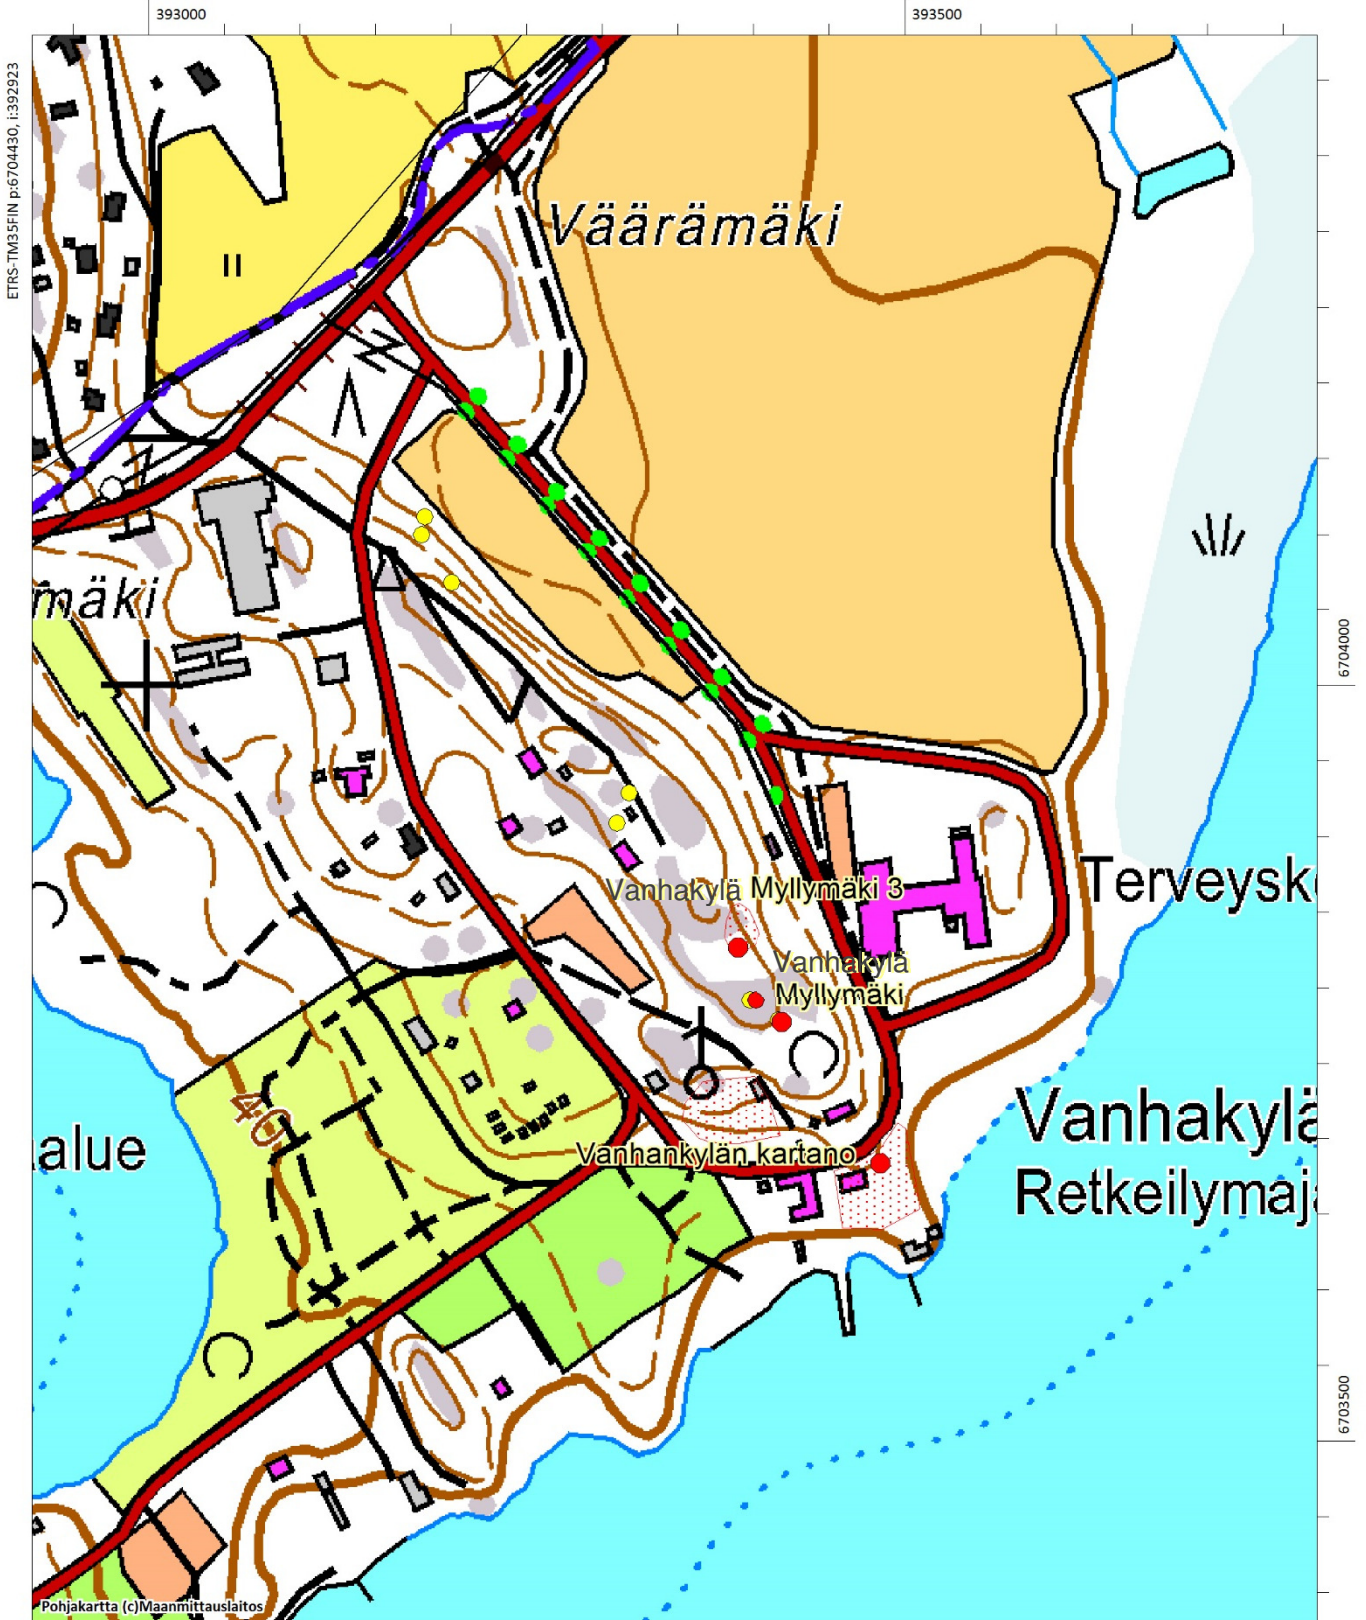 393000
393500
ETRS-TM35FIN p:6704430, i:392923
Väärämäki
mäki
6704000
Terveysk
Vanhakylä Myllymäki 3
Vanhakylä
Myllymäki
40
alue
Vanhankylän kartano
Vanhakylä
Retkeilymaja
6703500
Pohjakartta (c)Maanmittauslaitos